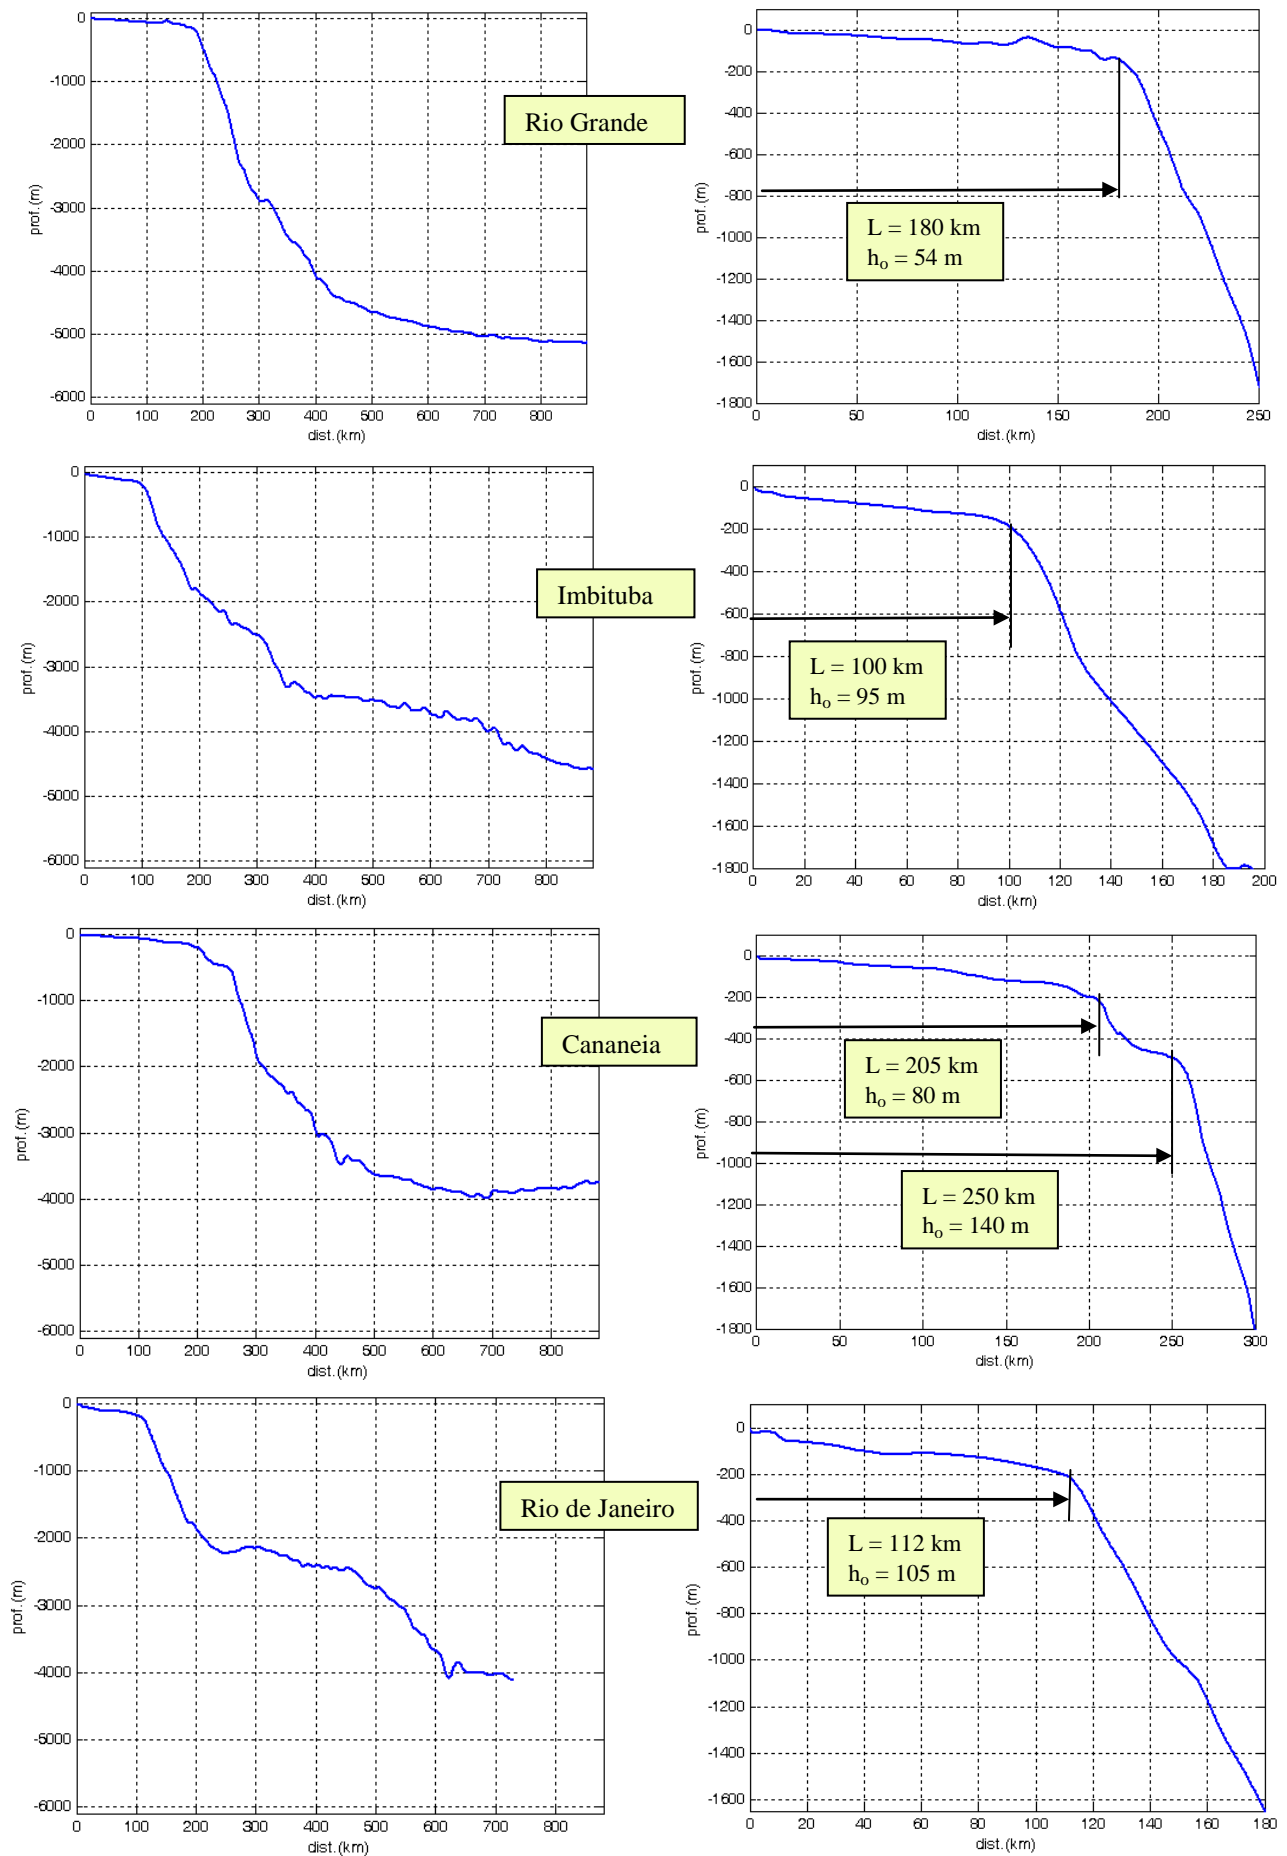 0
-1000
-2000
-3000
-4000
-5000
-6000
prof.(m)
0 100 200 300 400 500 600 700 800
dist.(km)
Rio Grande
0
-200
-400
-600
-800
-1000
-1200
-1400
-1600
-1800
prof.(m)
0 50 100 150 200 250
dist.(km)
L = 180 km
hₒ = 54 m
0
-1000
-2000
-3000
-4000
-5000
-6000
prof.(m)
0 100 200 300 400 500 600 700 800
dist.(km)
Imbituba
0
-200
-400
-600
-800
-1000
-1200
-1400
-1600
-1800
prof.(m)
0 20 40 60 80 100 120 140 160 180 200
dist.(km)
L = 100 km
hₒ = 95 m
0
-1000
-2000
-3000
-4000
-5000
-6000
prof.(m)
0 100 200 300 400 500 600 700 800
dist.(km)
Cananeia
0
-200
-400
-600
-800
-1000
-1200
-1400
-1600
-1800
prof.(m)
0 50 100 150 200 250 300
dist.(km)
L = 205 km
hₒ = 80 m
L = 250 km
hₒ = 140 m
0
-1000
-2000
-3000
-4000
-5000
-6000
prof.(m)
0 100 200 300 400 500 600 700 800
dist.(km)
Rio de Janeiro
0
-200
-400
-600
-800
-1000
-1200
-1400
-1600
prof.(m)
0 20 40 60 80 100 120 140 160 180
dist.(km)
L = 112 km
hₒ = 105 m